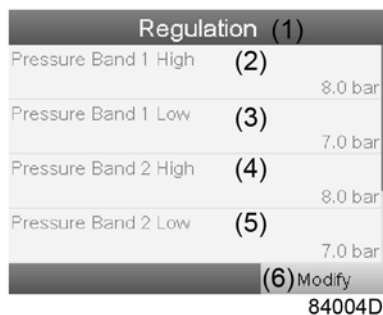 Regulation (1)
Pressure Band 1 High (2)
8.0 bar
Pressure Band 1 Low (3)
7.0 bar
Pressure Band 2 High (4)
8.0 bar
Pressure Band 2 Low (5)
7.0 bar
(6) Modify
84004D